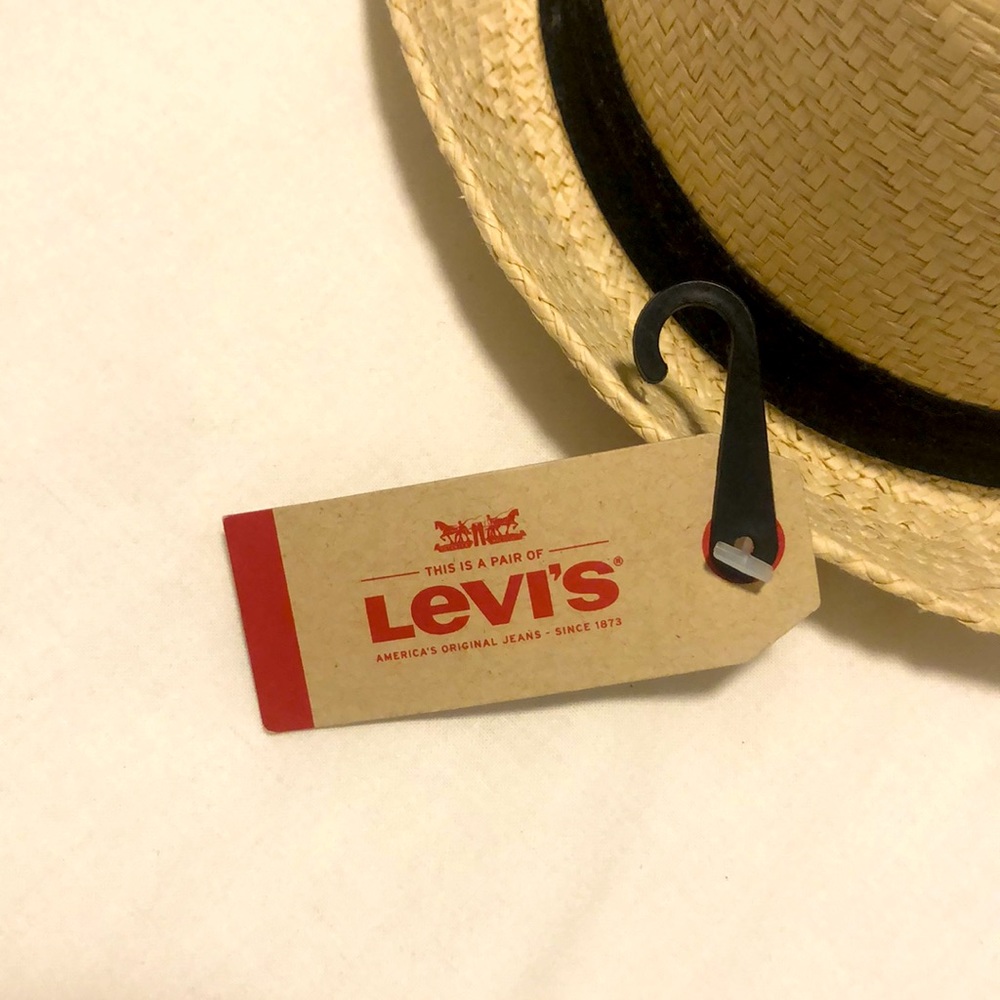 THIS IS A PAIR OF
LEVI'S®
AMERICA'S ORIGINAL JEANS - SINCE 1873